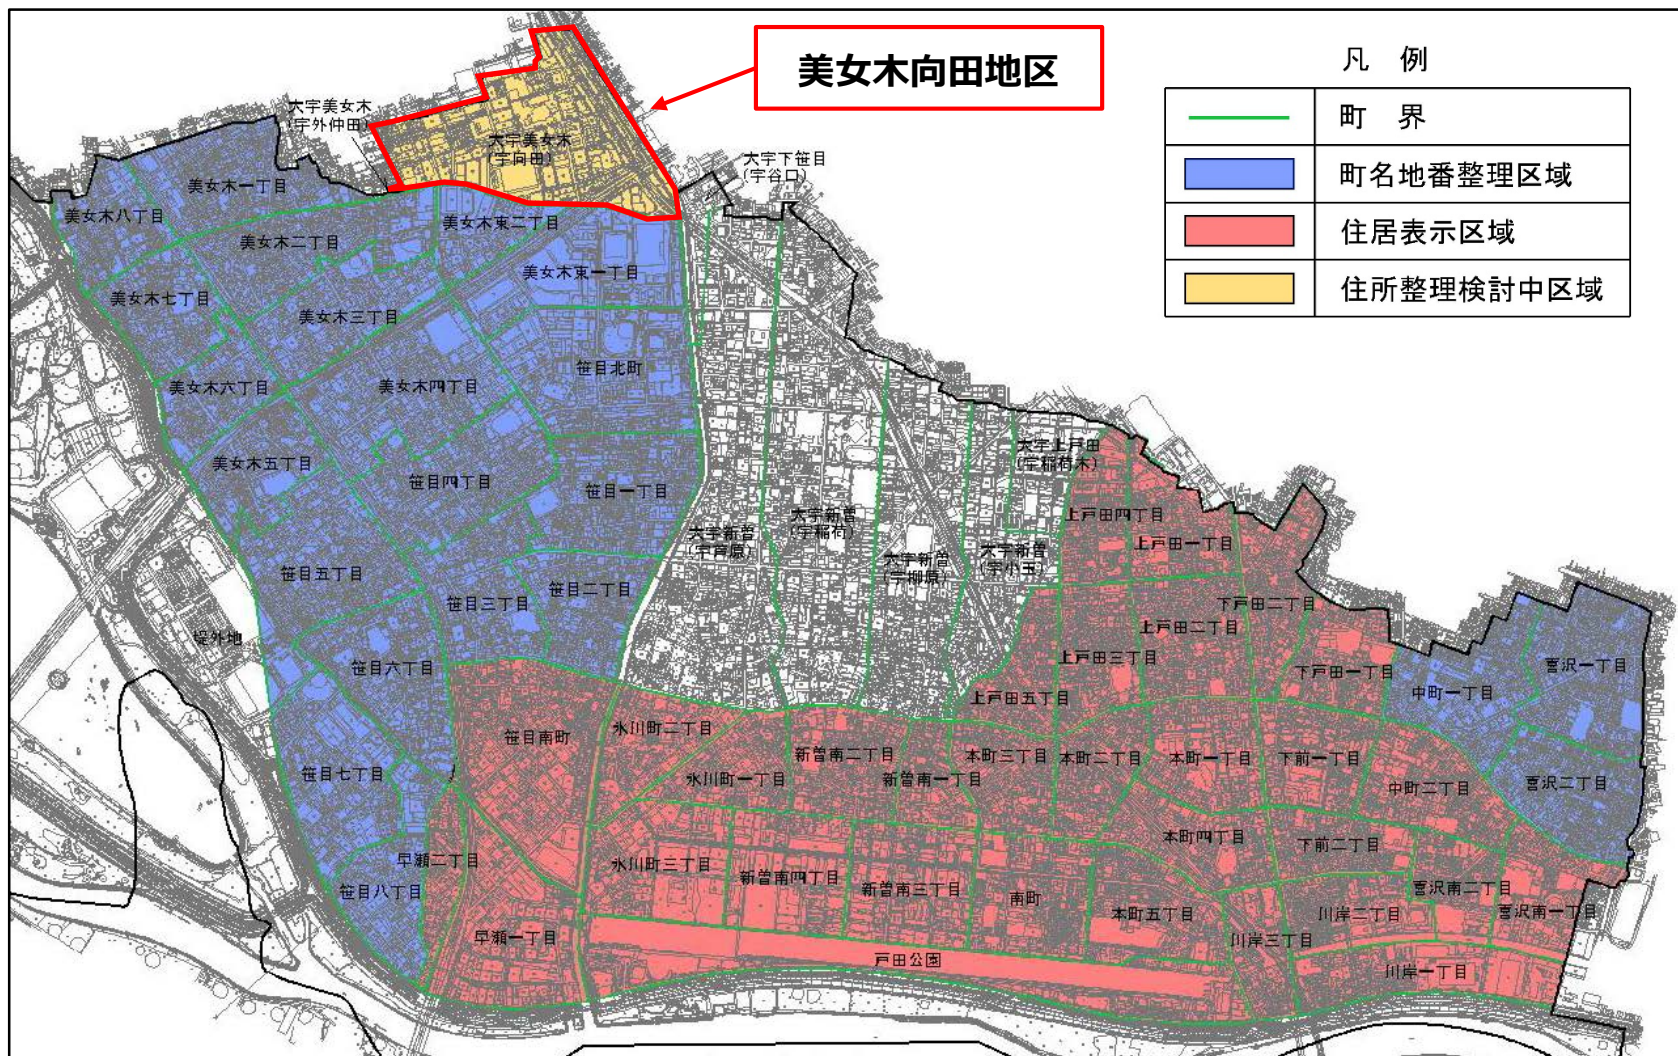 美女木向田地区
凡 例
町 界
町名地番整理区域
住居表示区域
住所整理検討中区域
大字美女木
(字外仲田)
大字美女木
(字向田)
大字下笹目
(字谷口)
美女木一丁目
美女木八丁目
美女木二丁目
美女木東二丁目
美女木東一丁目
美女木七丁目
美女木三丁目
笹目北町
美女木六丁目
美女木四丁目
美女木五丁目
笹目四丁目
笹目一丁目
大字上戸田
(字稲荷木)
上戸田四丁目
上戸田一丁目
大字新曽
(字芦原)
大字新曽
(字稲荷)
大字新曽
(字柳原)
大字新曽
(字小玉)
笹目五丁目
笹目三丁目
笹目二丁目
下戸田二丁目
上戸田二丁目
上戸田三丁目
堤外地
笹目六丁目
上戸田五丁目
下戸田一丁目
中町一丁目
喜沢一丁目
笹目南町
氷川町二丁目
新曽南二丁目
本町三丁目
本町二丁目
本町一丁目
下前一丁目
笹目七丁目
氷川町一丁目
新曽南一丁目
中町二丁目
喜沢二丁目
早瀬二丁目
本町四丁目
下前二丁目
笹目八丁目
氷川町三丁目
新曽南四丁目
新曽南三丁目
南町
本町五丁目
喜沢南二丁目
喜沢南一丁目
川岸二丁目
早瀬一丁目
川岸三丁目
戸田公園
川岸一丁目